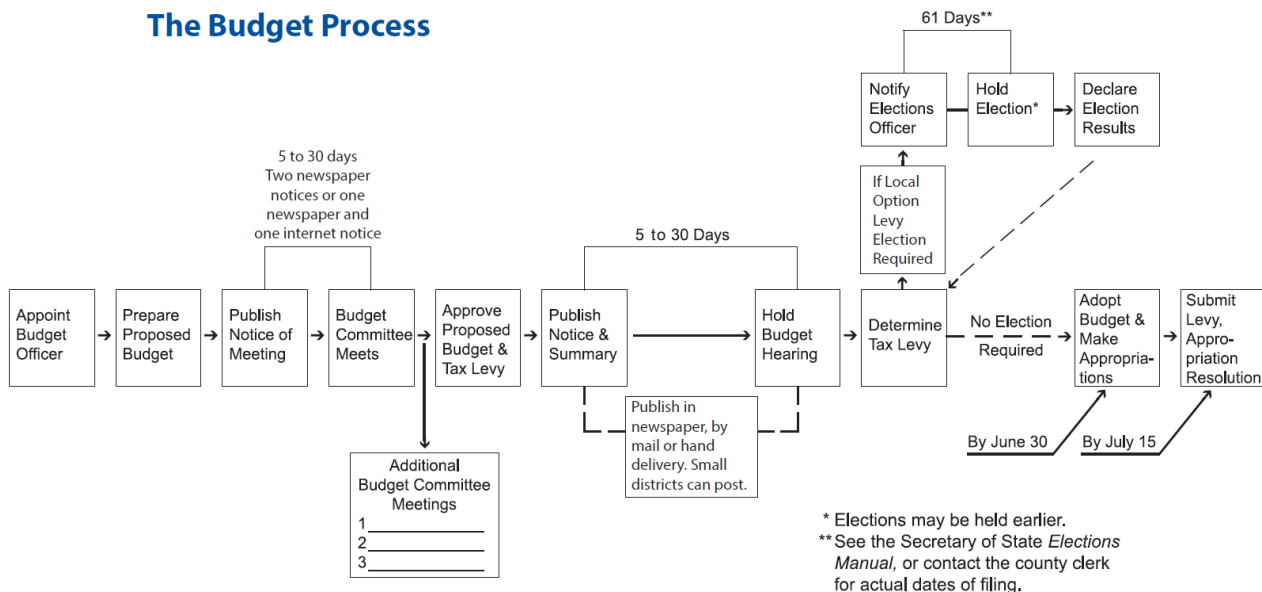 The Budget Process
61 Days**
Notify
Elections
Officer
Hold
Election*
Declare
Election
Results
5 to 30 days
Two newspaper
notices or one
newspaper and
one internet notice
If Local
Option
Levy
Election
Required
5 to 30 Days
Appoint
Budget
Officer
Prepare
Proposed
Budget
Publish
Notice of
Meeting
Budget
Committee
Meets
Approve
Proposed
Budget &
Tax Levy
Publish
Notice &
Summary
Hold
Budget
Hearing
Determine
Tax Levy
No Election
Required
Adopt
Budget &
Make
Appropria-
tions
Submit
Levy,
Appro-
priation
Resolution
Publish in
newspaper, by
mail or hand
delivery. Small
districts can post.
By June 30
By July 15
Additional
Budget Committee
Meetings
1
2
3
* Elections may be held earlier.
** See the Secretary of State Elections
Manual, or contact the county clerk
for actual dates of filing.